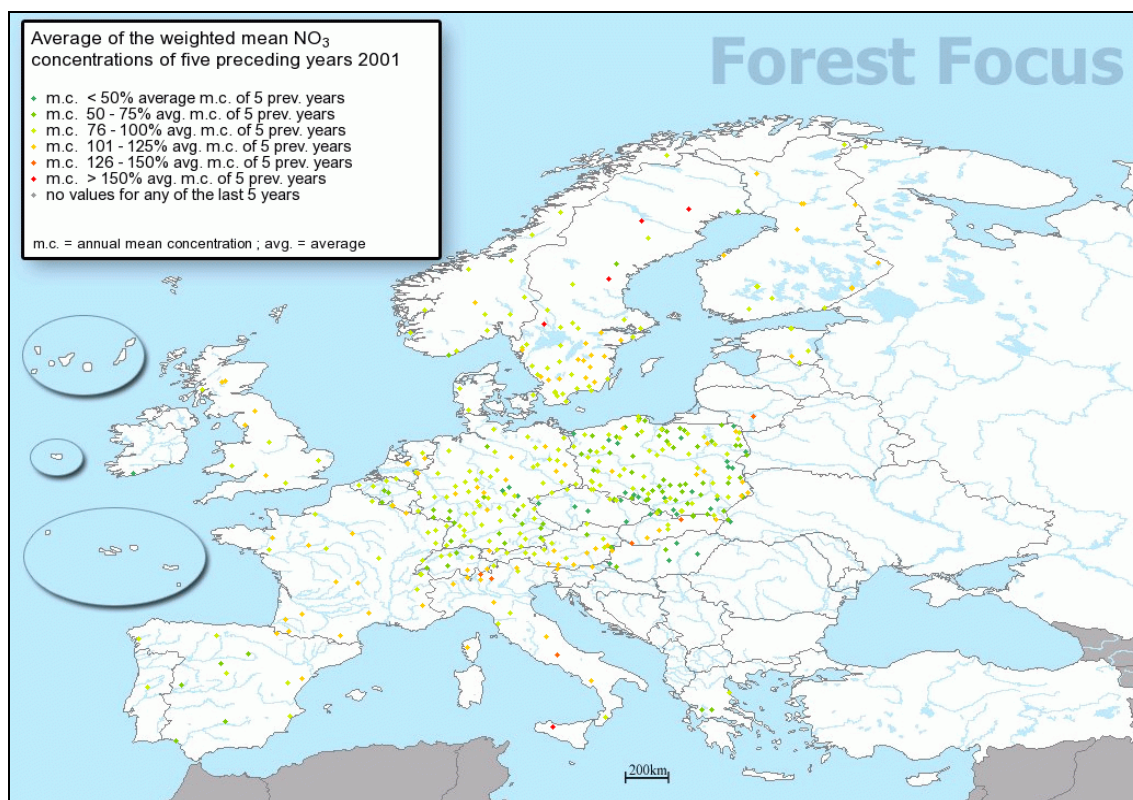 Average of the weighted mean NO₃
concentrations of five preceding years 2001
m.c. < 50% average m.c. of 5 prev. years
m.c. 50 - 75% avg. m.c. of 5 prev. years
m.c. 76 - 100% avg. m.c. of 5 prev. years
m.c. 101 - 125% avg. m.c. of 5 prev. years
m.c. 126 - 150% avg. m.c. of 5 prev. years
m.c. > 150% avg. m.c. of 5 prev. years
no values for any of the last 5 years
m.c. = annual mean concentration ; avg. = average
Forest Focus
200km